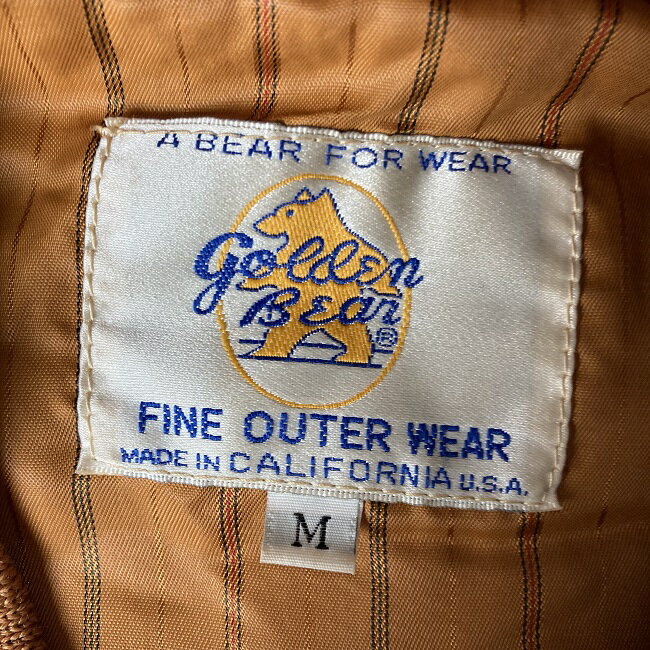 A BEAR FOR WEAR
Golden
Bear®
FINE OUTER WEAR
MADE IN CALIFORNIA U.S.A.
M